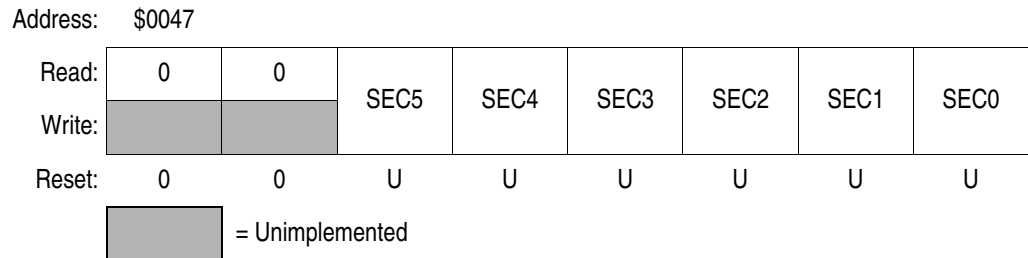 Address: $0047
Read: 0 0 SEC5 SEC4 SEC3 SEC2 SEC1 SEC0
Write:
Reset: 0 0 U U U U U U
= Unimplemented